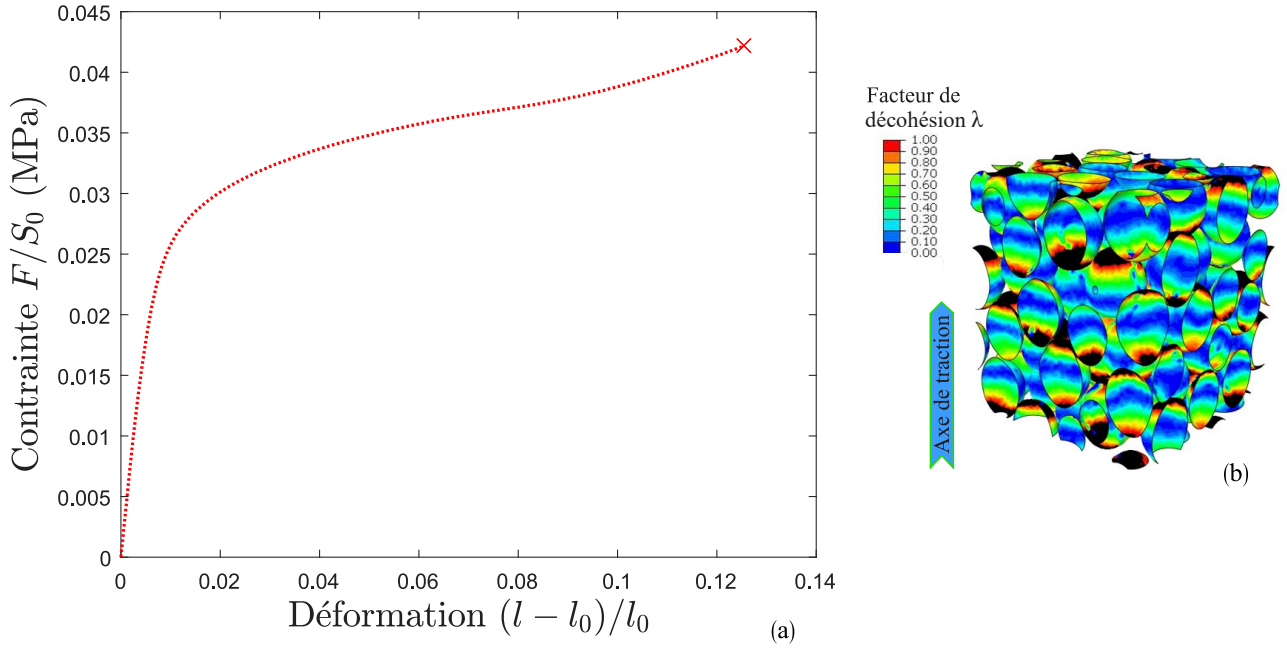 0.045
0.04
0.035
0.03
0.025
0.02
0.015
0.01
0.005
0
Contrainte F/S₀ (MPa)
0 0.02 0.04 0.06 0.08 0.1 0.12 0.14
Déformation (l − l₀)/l₀
(a)
Facteur de
décohésion λ
1.00
0.90
0.80
0.70
0.60
0.50
0.40
0.30
0.20
0.10
0.00
Axe de traction
(b)